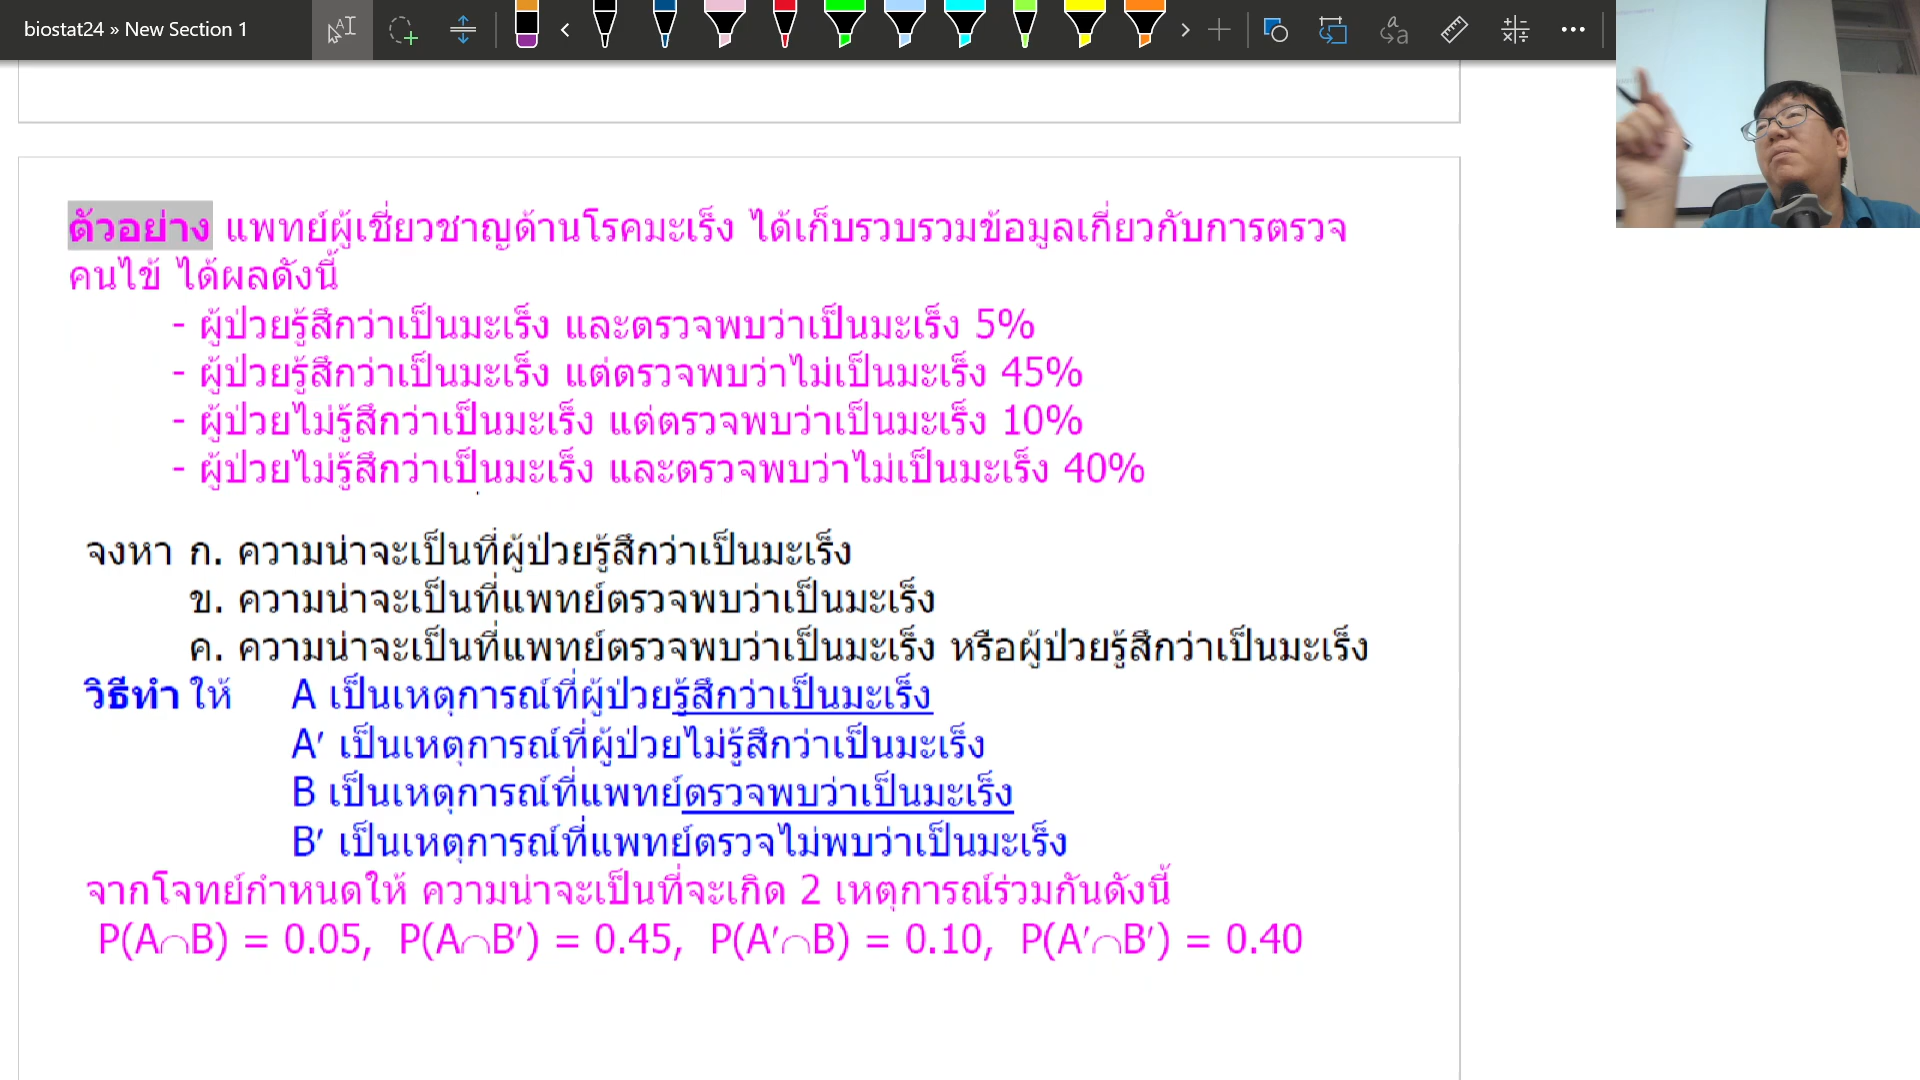 biostat24 » New Section 1
ตัวอย่าง แพทย์ผู้เชี่ยวชาญด้านโรคมะเร็ง ได้เก็บรวบรวมข้อมูลเกี่ยวกับการตรวจ
คนไข้ ได้ผลดังนี้
- ผู้ป่วยรู้สึกว่าเป็นมะเร็ง และตรวจพบว่าเป็นมะเร็ง 5%
- ผู้ป่วยรู้สึกว่าเป็นมะเร็ง แต่ตรวจพบว่าไม่เป็นมะเร็ง 45%
- ผู้ป่วยไม่รู้สึกว่าเป็นมะเร็ง แต่ตรวจพบว่าเป็นมะเร็ง 10%
- ผู้ป่วยไม่รู้สึกว่าเป็นมะเร็ง และตรวจพบว่าไม่เป็นมะเร็ง 40%
จงหา ก. ความน่าจะเป็นที่ผู้ป่วยรู้สึกว่าเป็นมะเร็ง
ข. ความน่าจะเป็นที่แพทย์ตรวจพบว่าเป็นมะเร็ง
ค. ความน่าจะเป็นที่แพทย์ตรวจพบว่าเป็นมะเร็ง หรือผู้ป่วยรู้สึกว่าเป็นมะเร็ง
วิธีทำ ให้ A เป็นเหตุการณ์ที่ผู้ป่วยรู้สึกว่าเป็นมะเร็ง
A′ เป็นเหตุการณ์ที่ผู้ป่วยไม่รู้สึกว่าเป็นมะเร็ง
B เป็นเหตุการณ์ที่แพทย์ตรวจพบว่าเป็นมะเร็ง
B′ เป็นเหตุการณ์ที่แพทย์ตรวจไม่พบว่าเป็นมะเร็ง
จากโจทย์กำหนดให้ ความน่าจะเป็นที่จะเกิด 2 เหตุการณ์ร่วมกันดังนี้
P(A∩B) = 0.05, P(A∩B′) = 0.45, P(A′∩B) = 0.10, P(A′∩B′) = 0.40